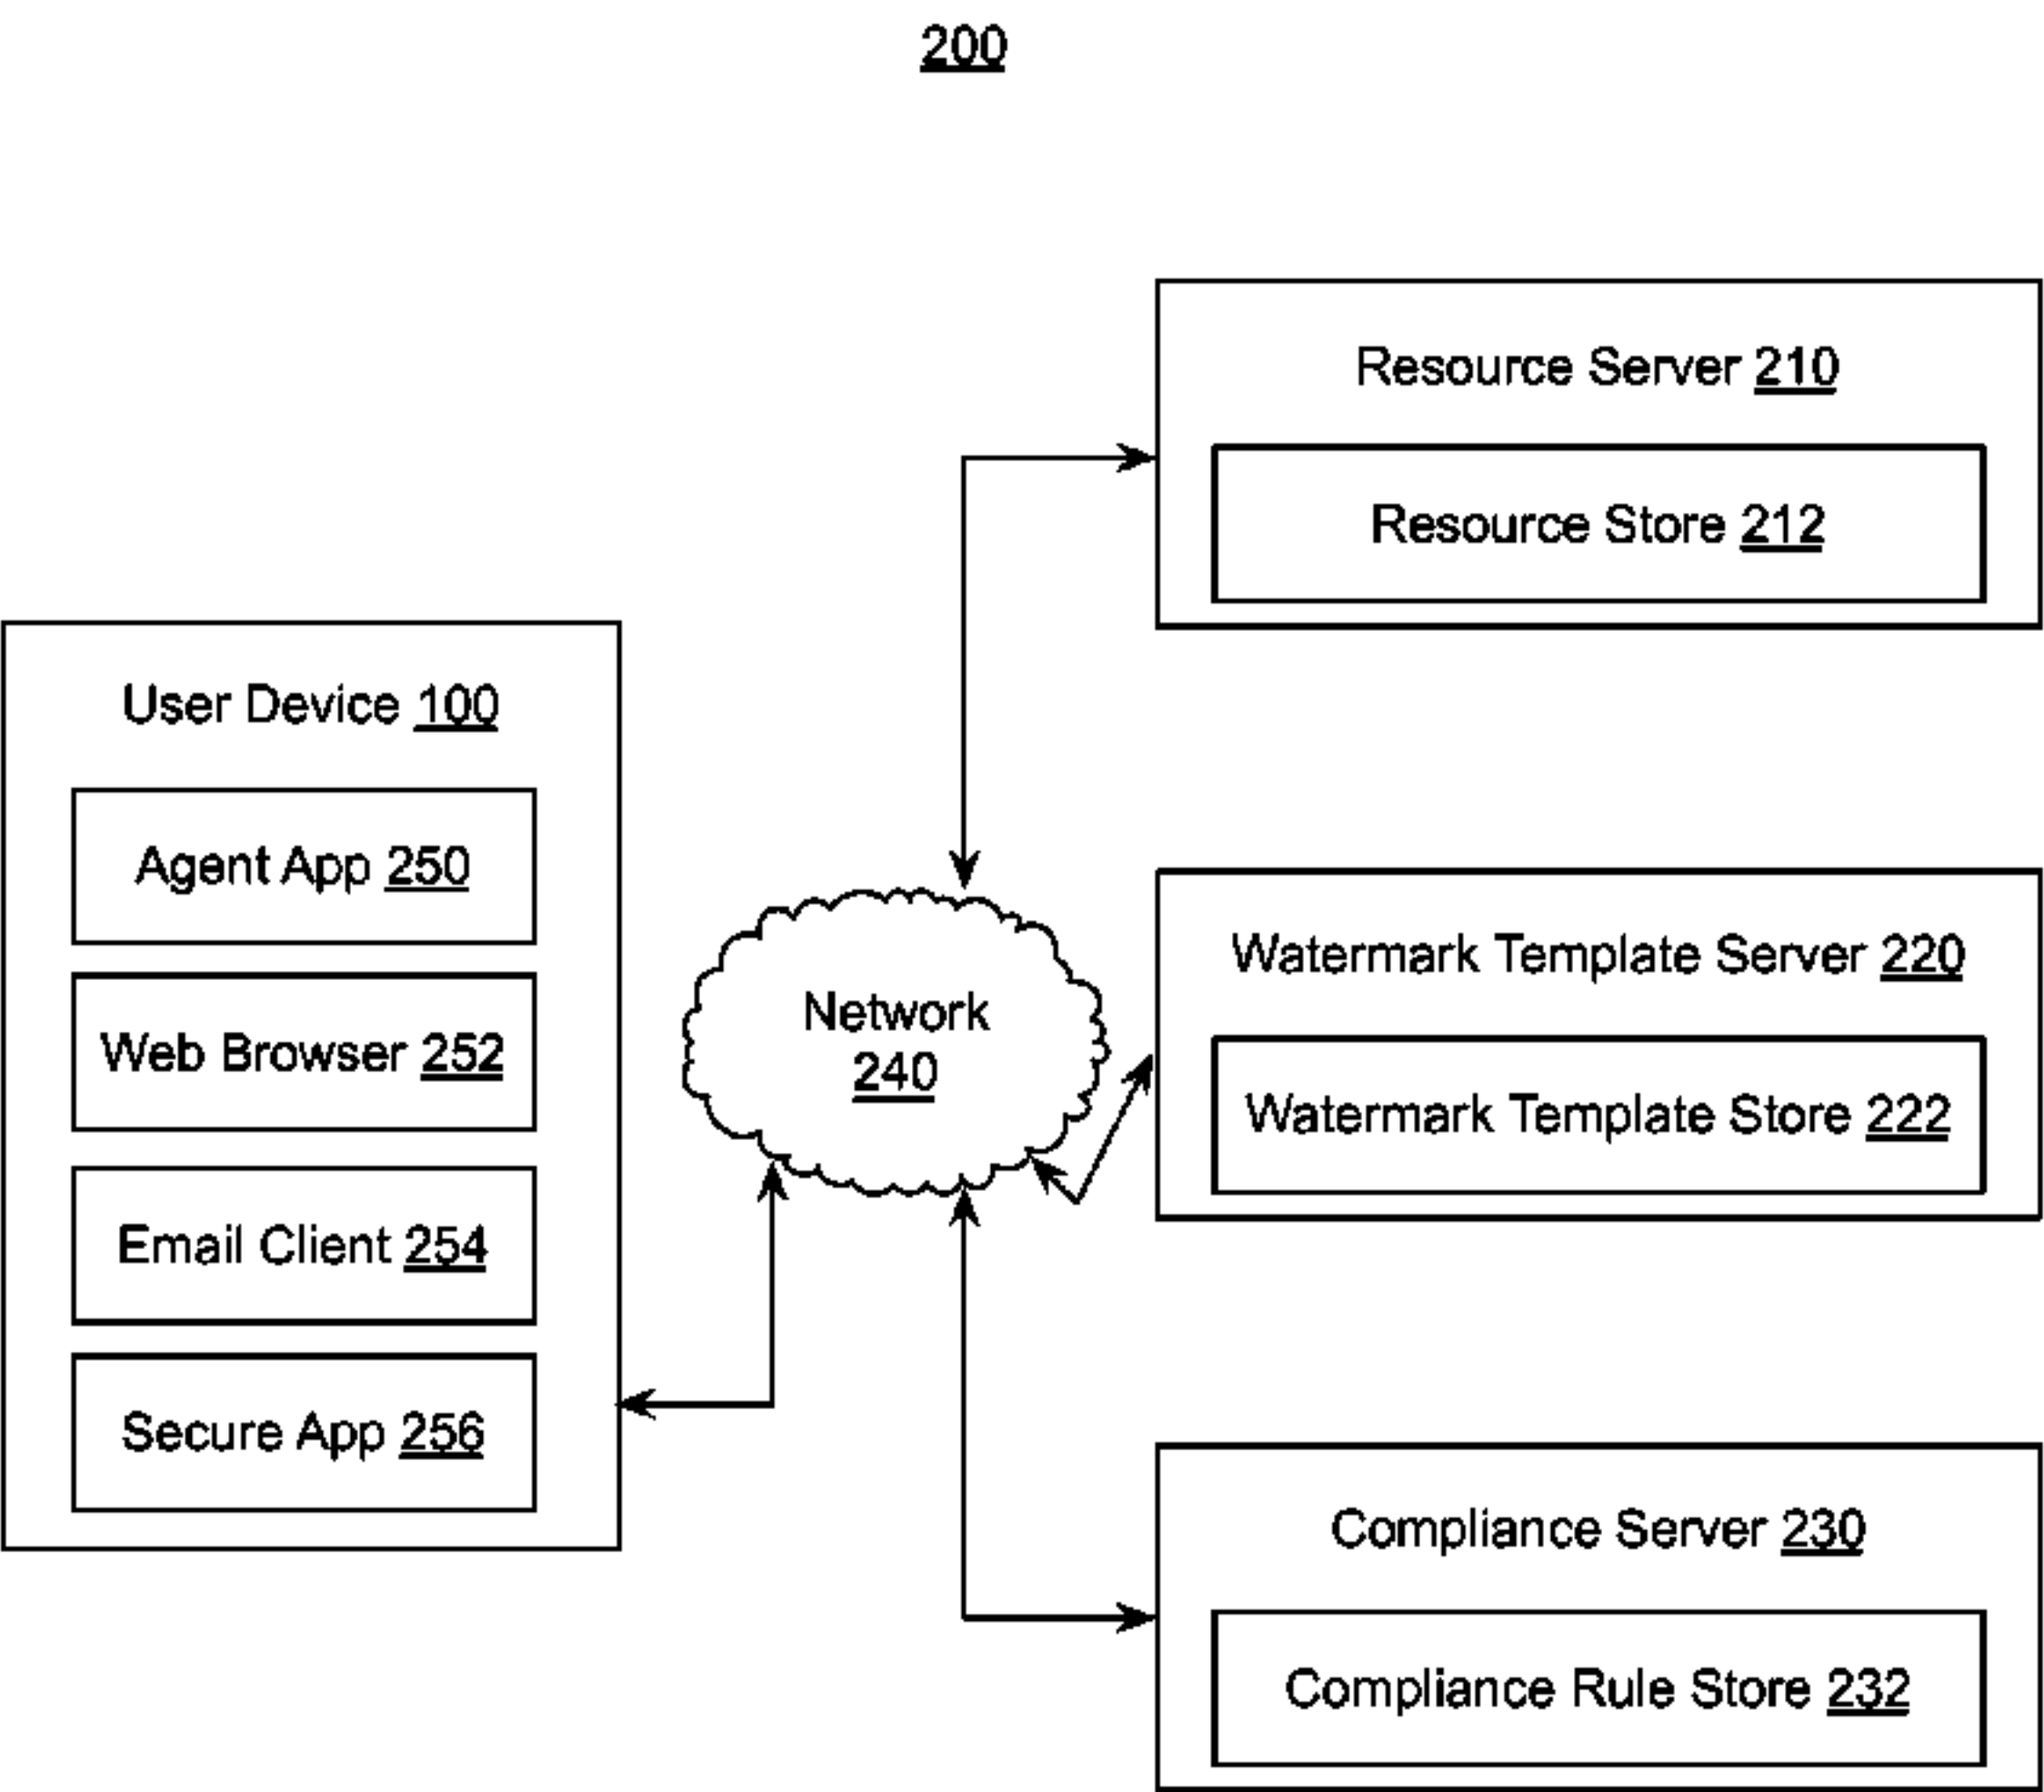 200
Resource Server 210
Resource Store 212
User Device 100
Agent App 250
Web Browser 252
Email Client 254
Secure App 256
Network
240
Watermark Template Server 220
Watermark Template Store 222
Compliance Server 230
Compliance Rule Store 232